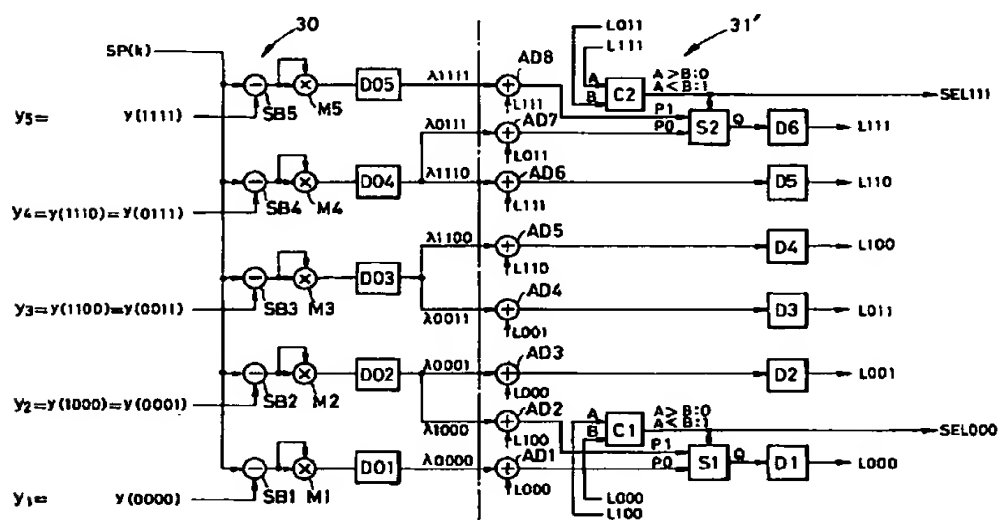 30
31'
SP(k)
L011
L111
AD8
A
B
C2
A>B:0
A<B:1
SEL111
y5= y(1111)
SB5
M5
D05
λ1111
L111
P1
P0
S2
Q
D6
L111
λ0111
AD7
L011
y4=y(1110)=y(0111)
SB4
M4
D04
λ1110
AD6
L111
D5
L110
λ1100
AD5
L110
D4
L100
y3=y(1100)=y(0011)
SB3
M3
D03
λ0011
AD4
L001
D3
L011
y2=y(1000)=y(0001)
SB2
M2
D02
λ0001
AD3
L000
D2
L001
λ1000
AD2
L100
A
B
C1
A>B:0
A<B:1
SEL000
y1= y(0000)
SB1
M1
D01
λ0000
AD1
L000
P1
P0
S1
Q
D1
L000
L000
L100